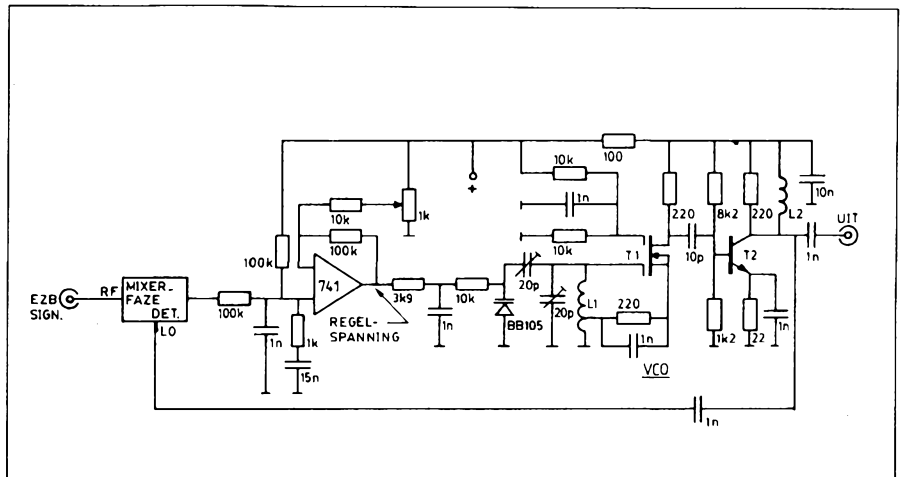 100
10k
1n
10k
+
10k
1k
100k
100k
741
3k9
10k
1n
REGEL-
SPANNING
BB105
20p
20p
L1
220
1n
VCO
T1
220
10p
8k2
1k2
220
T2
22
1n
L2
10n
1n
UIT
EZB
SIGN.
RF
MIXER-
FAZE
DET.
LO
100k
1n
1k
15n
1n